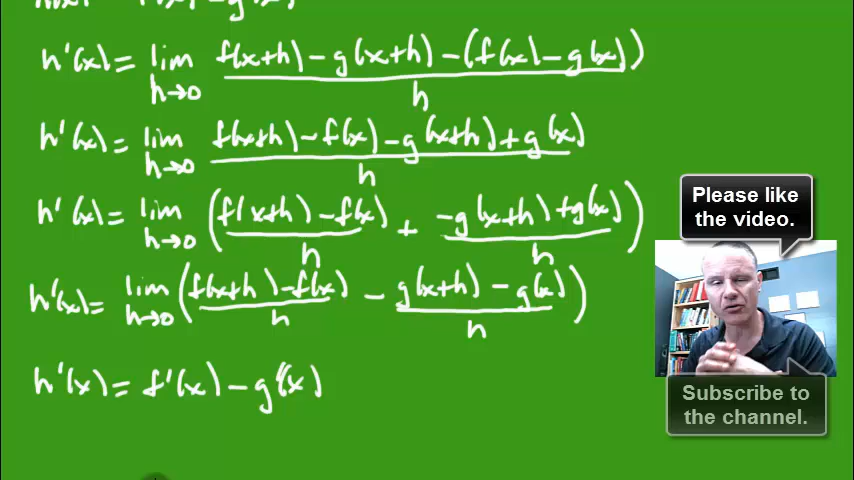 h'(x) = lim h→0 f(x+h) - g(x+h) - (f(x) - g(x)) / h
h'(x) = lim h→0 f(x+h) - f(x) - g(x+h) + g(x) / h
h'(x) = lim h→0 (f(x+h) - f(x) / h + -g(x+h) + g(x) / h)
h'(x) = lim h→0 (f(x+h) - f(x) / h - g(x+h) - g(x) / h)
h'(x) = f'(x) - g'(x)
Please like
the video.
Subscribe to
the channel.